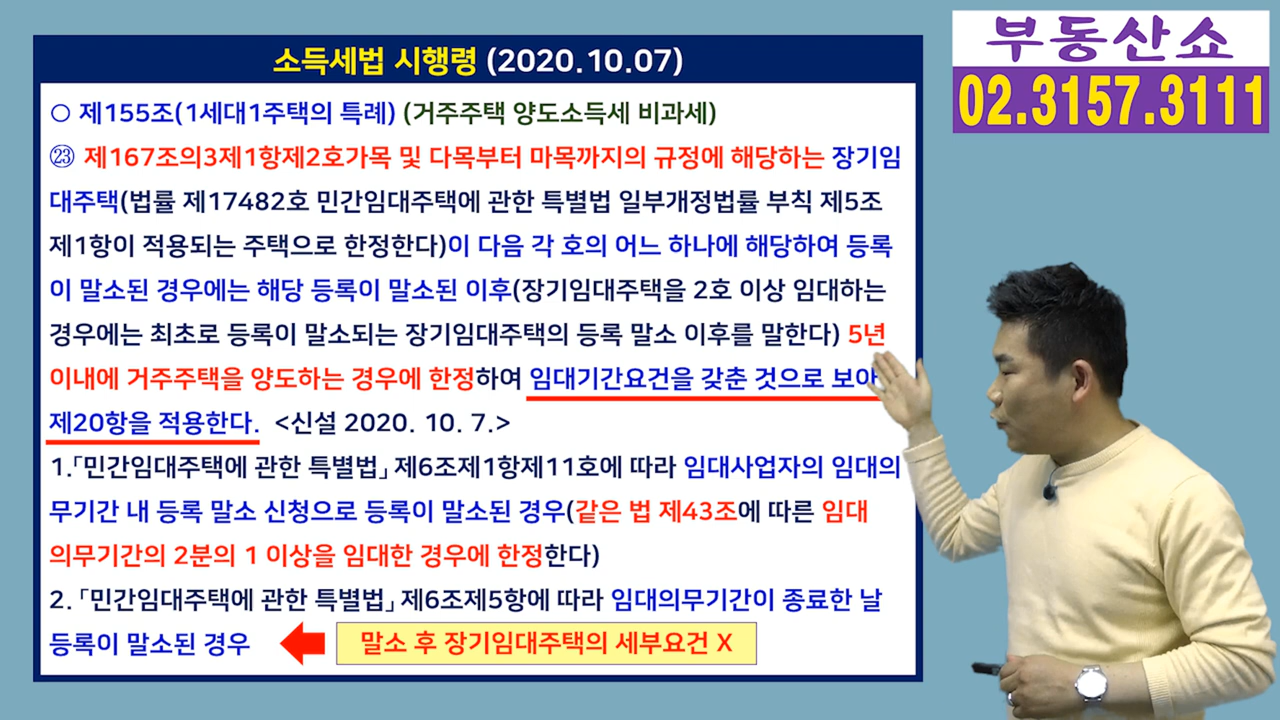 소득세법 시행령 (2020.10.07)
부동산쇼
02.3157.3111
○ 제155조(1세대1주택의 특례) (거주주택 양도소득세 비과세)
㉓ 제167조의3제1항제2호가목 및 다목부터 마목까지의 규정에 해당하는 장기임
대주택(법률 제17482호 민간임대주택에 관한 특별법 일부개정법률 부칙 제5조
제1항이 적용되는 주택으로 한정한다)이 다음 각 호의 어느 하나에 해당하여 등록
이 말소된 경우에는 해당 등록이 말소된 이후(장기임대주택을 2호 이상 임대하는
경우에는 최초로 등록이 말소되는 장기임대주택의 등록 말소 이후를 말한다) 5년
이내에 거주주택을 양도하는 경우에 한정하여 임대기간요건을 갖춘 것으로 보아
제20항을 적용한다. <신설 2020. 10. 7.>
1.「민간임대주택에 관한 특별법」 제6조제1항제11호에 따라 임대사업자의 임대의
무기간 내 등록 말소 신청으로 등록이 말소된 경우(같은 법 제43조에 따른 임대
의무기간의 2분의 1 이상을 임대한 경우에 한정한다)
2. 「민간임대주택에 관한 특별법」 제6조제5항에 따라 임대의무기간이 종료한 날
등록이 말소된 경우
말소 후 장기임대주택의 세부요건 X